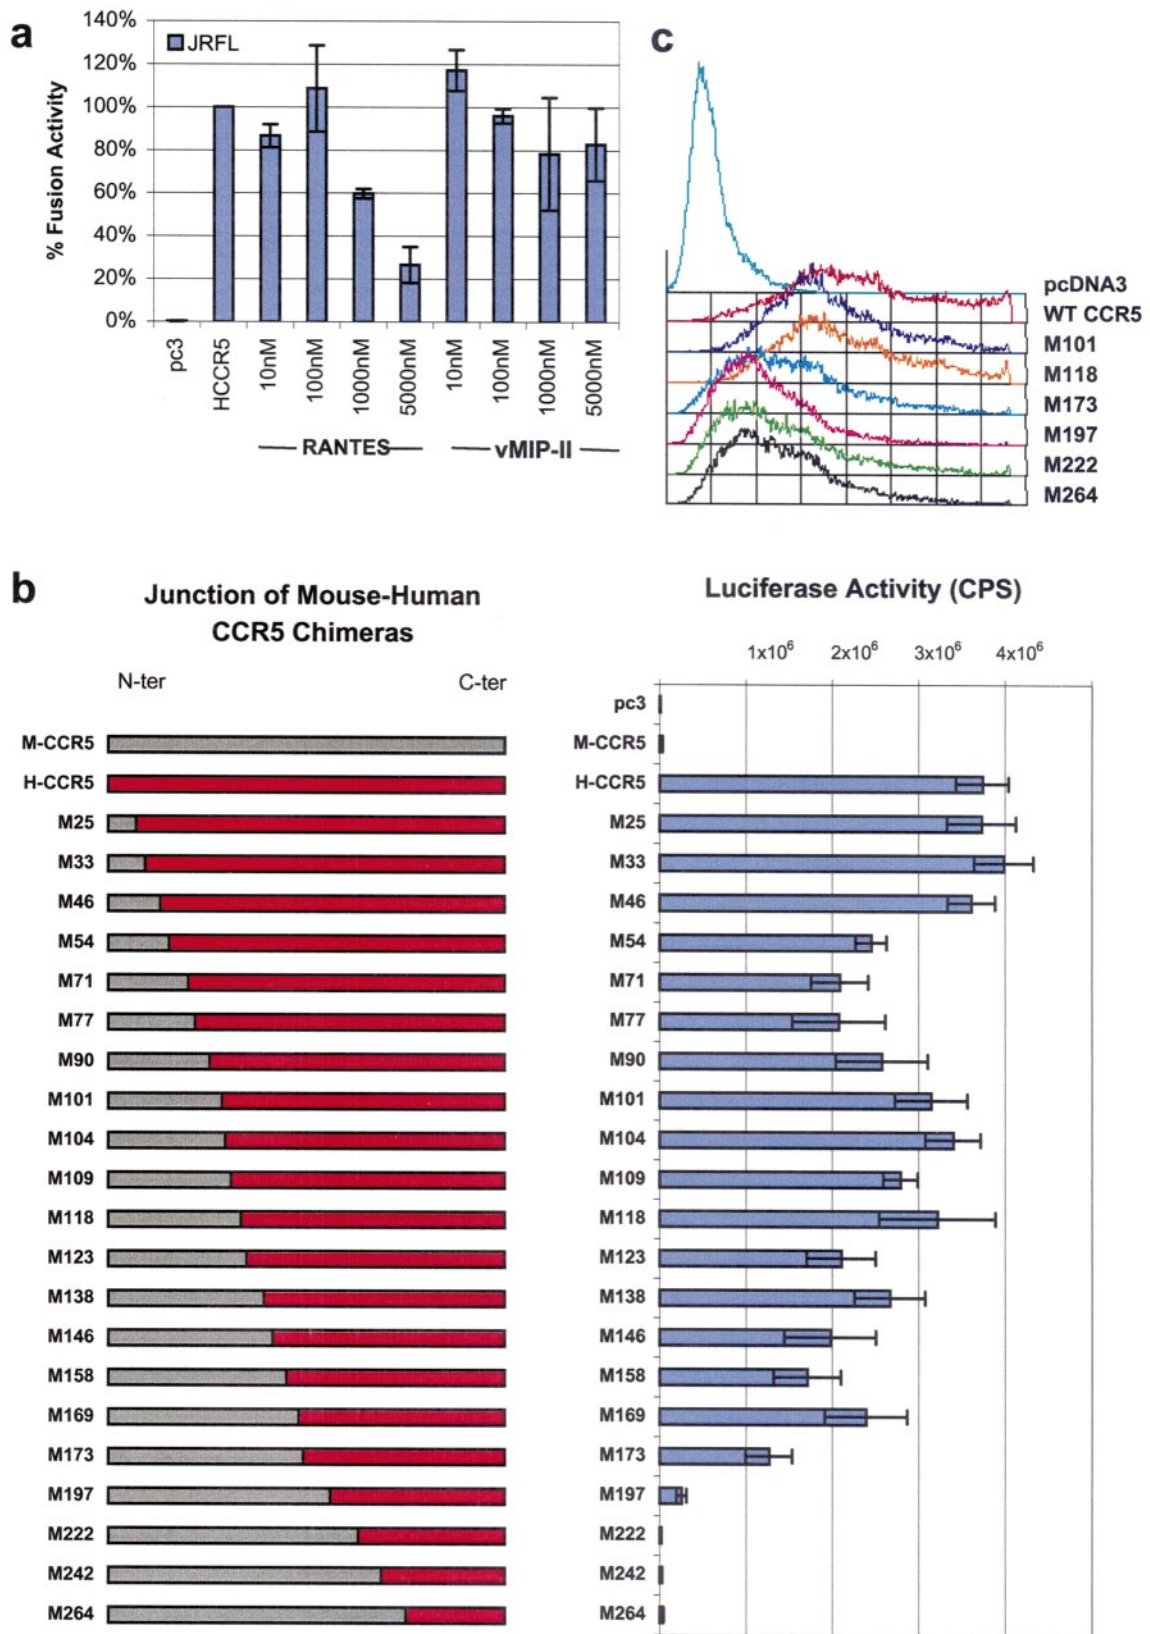 a
140%
120%
100%
80%
60%
40%
20%
0%
% Fusion Activity
JRFL
pc3
HCCR5
10nM
100nM
1000nM
5000nM
10nM
100nM
1000nM
5000nM
RANTES
vMIP-II
c
pcDNA3
WT CCR5
M101
M118
M173
M197
M222
M264
b
Junction of Mouse-Human
CCR5 Chimeras
N-ter C-ter
M-CCR5
H-CCR5
M25
M33
M46
M54
M71
M77
M90
M101
M104
M109
M118
M123
M138
M146
M158
M169
M173
M197
M222
M242
M264
Luciferase Activity (CPS)
1x10⁶ 2x10⁶ 3x10⁶ 4x10⁶
pc3
M-CCR5
H-CCR5
M25
M33
M46
M54
M71
M77
M90
M101
M104
M109
M118
M123
M138
M146
M158
M169
M173
M197
M222
M242
M264